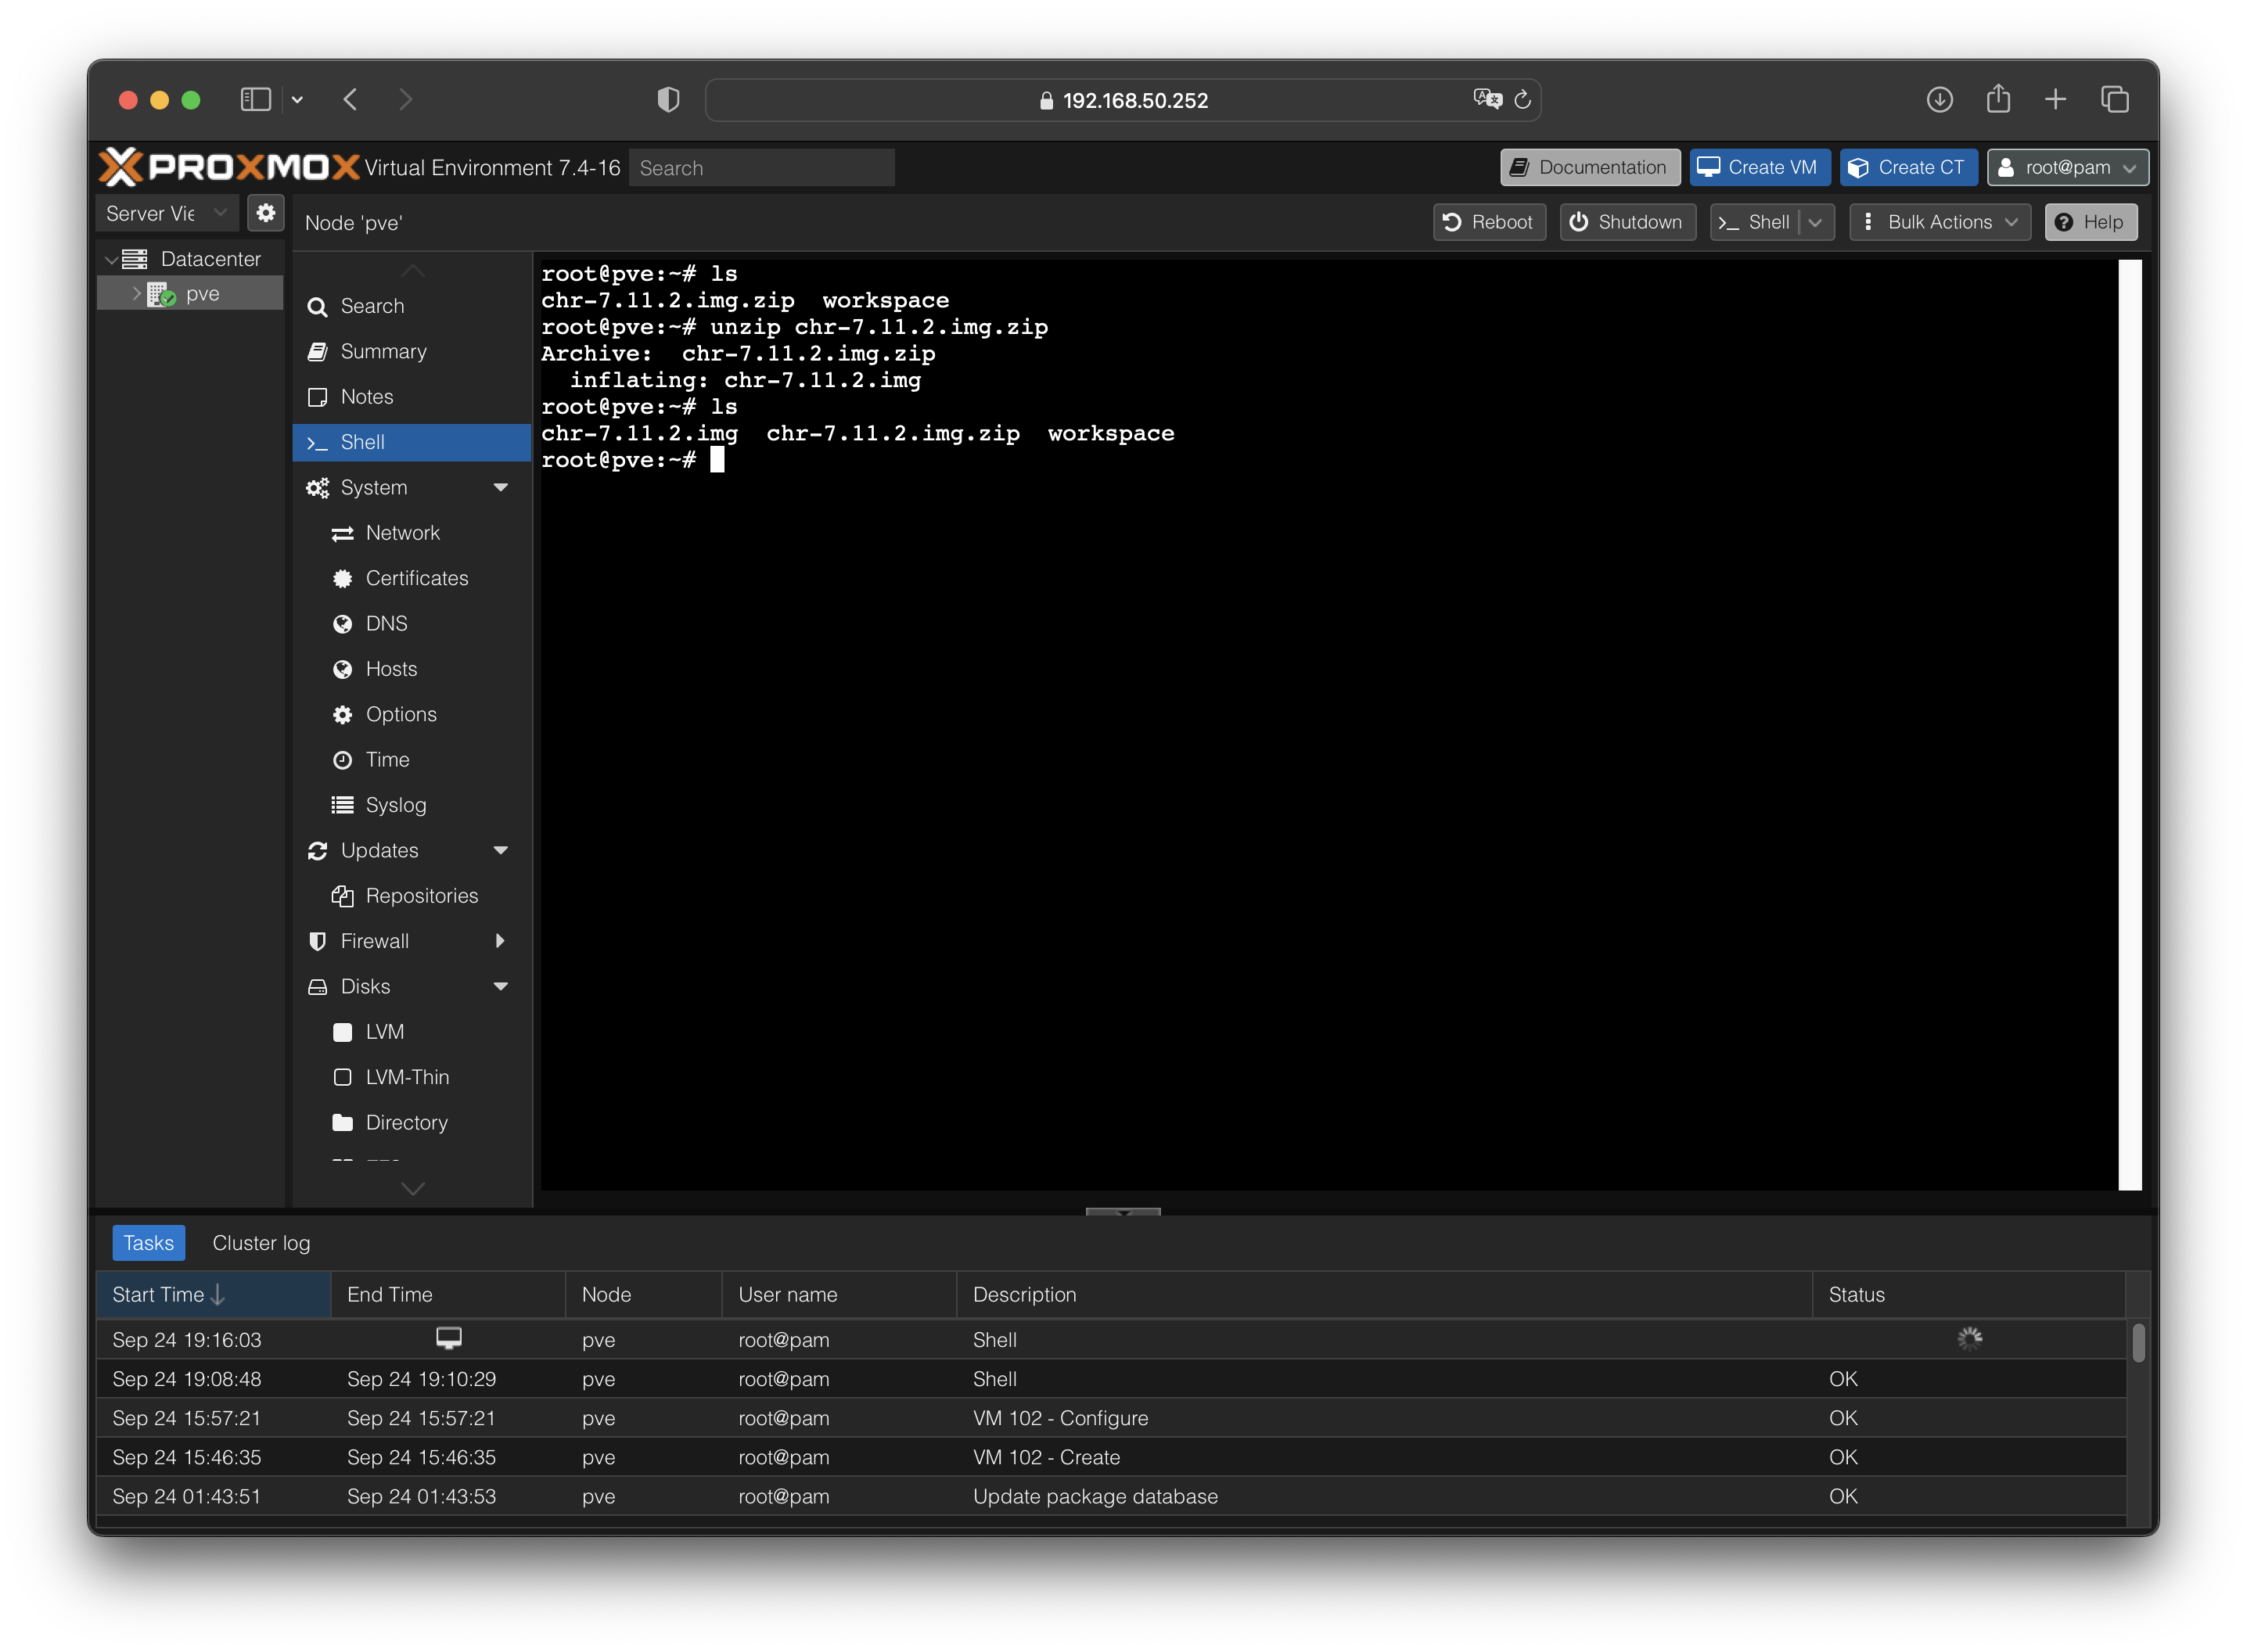 192.168.50.252
PROXMOX Virtual Environment 7.4-16 Search Documentation Create VM Create CT root@pam
Server Vie Node 'pve' Reboot Shutdown Shell Bulk Actions Help
Datacenter
pve
Search
Summary
Notes
Shell
System
Network
Certificates
DNS
Hosts
Options
Time
Syslog
Updates
Repositories
Firewall
Disks
LVM
LVM-Thin
Directory
root@pve:~# ls
chr-7.11.2.img.zip workspace
root@pve:~# unzip chr-7.11.2.img.zip
Archive: chr-7.11.2.img.zip
inflating: chr-7.11.2.img
root@pve:~# ls
chr-7.11.2.img chr-7.11.2.img.zip workspace
root@pve:~#
Tasks Cluster log
Start Time End Time Node User name Description Status
Sep 24 19:16:03 pve root@pam Shell
Sep 24 19:08:48 Sep 24 19:10:29 pve root@pam Shell OK
Sep 24 15:57:21 Sep 24 15:57:21 pve root@pam VM 102 - Configure OK
Sep 24 15:46:35 Sep 24 15:46:35 pve root@pam VM 102 - Create OK
Sep 24 01:43:51 Sep 24 01:43:53 pve root@pam Update package database OK